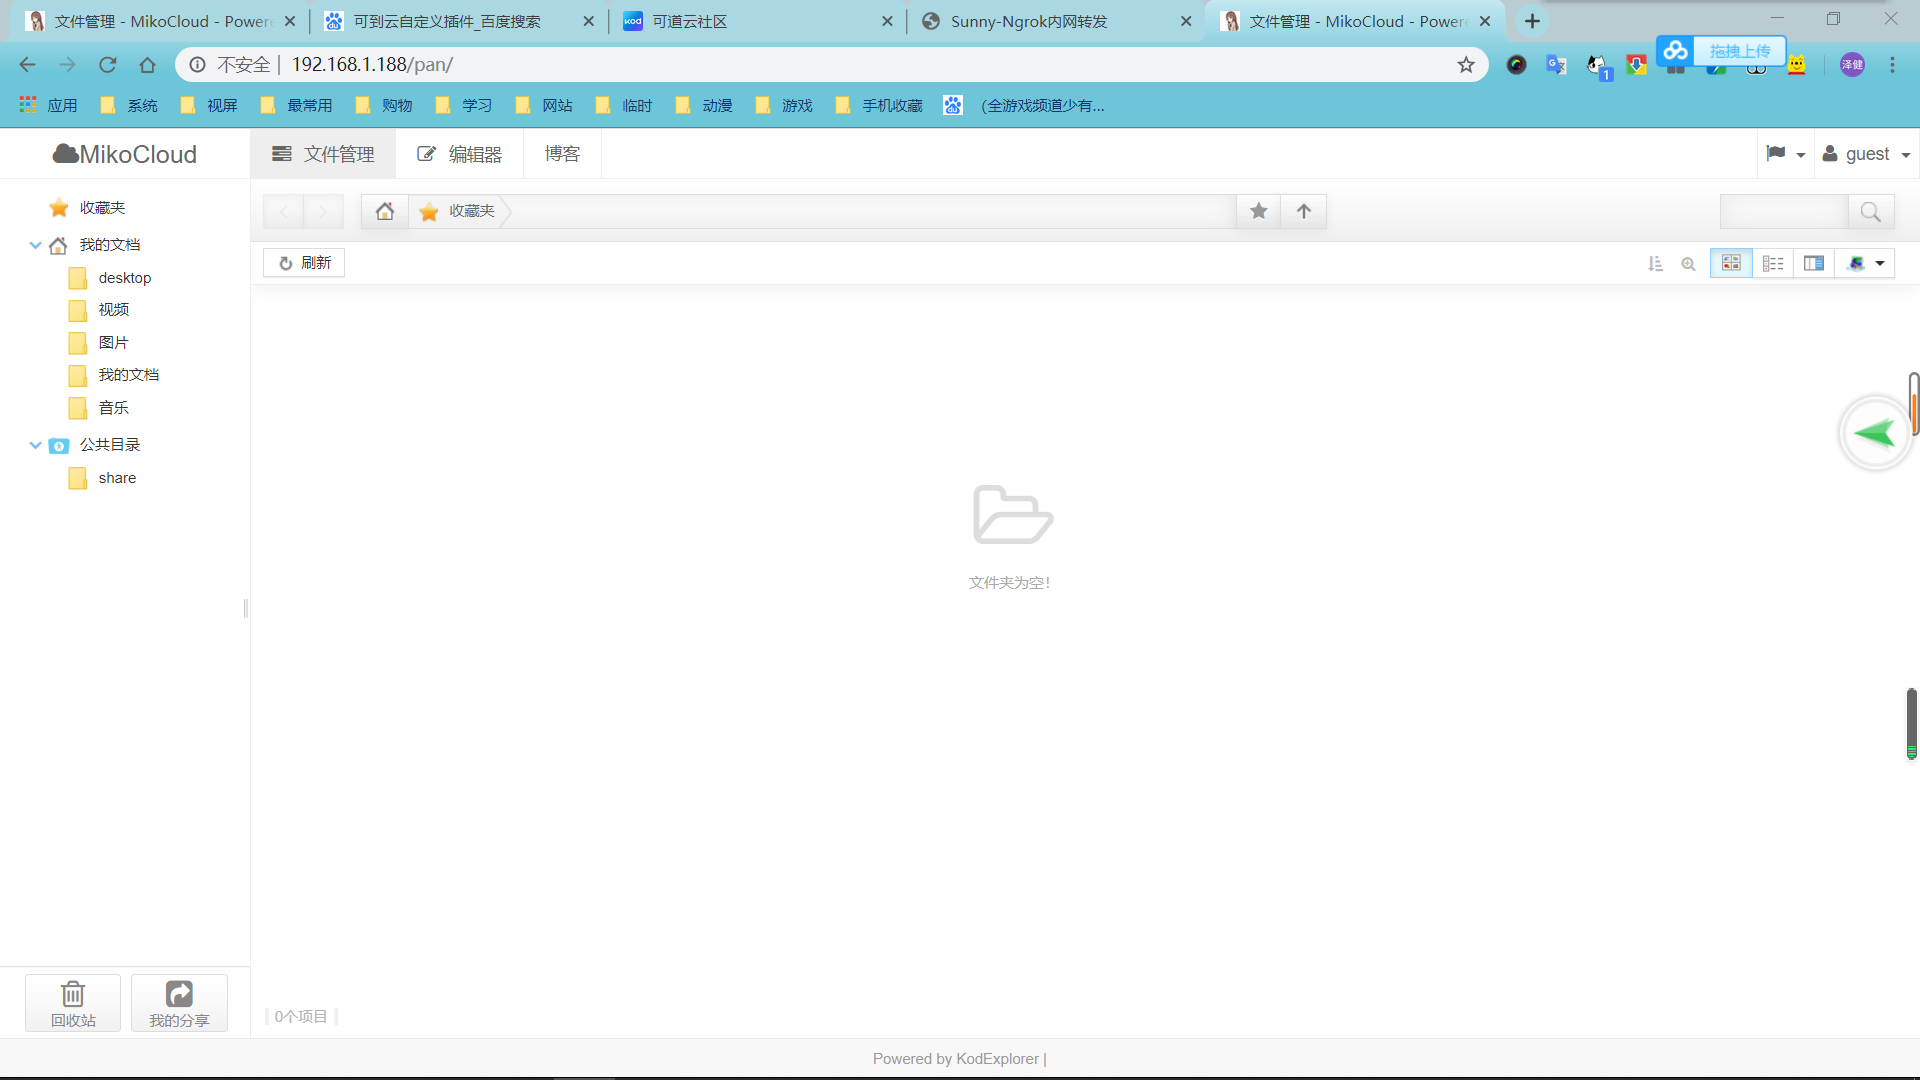 文件管理 - MikoCloud - Powere
可到云自定义插件_百度搜索
可道云社区
Sunny-Ngrok内网转发
文件管理 - MikoCloud - Powere
不安全 | 192.168.1.188/pan/
拖拽上传
1
泽健
应用
系统
视屏
最常用
购物
学习
网站
临时
动漫
游戏
手机收藏
(全游戏频道少有...
MikoCloud
文件管理
编辑器
博客
guest
收藏夹
我的文档
desktop
视频
图片
我的文档
音乐
公共目录
share
收藏夹
刷新
文件夹为空!
回收站
我的分享
0个项目
Powered by KodExplorer |